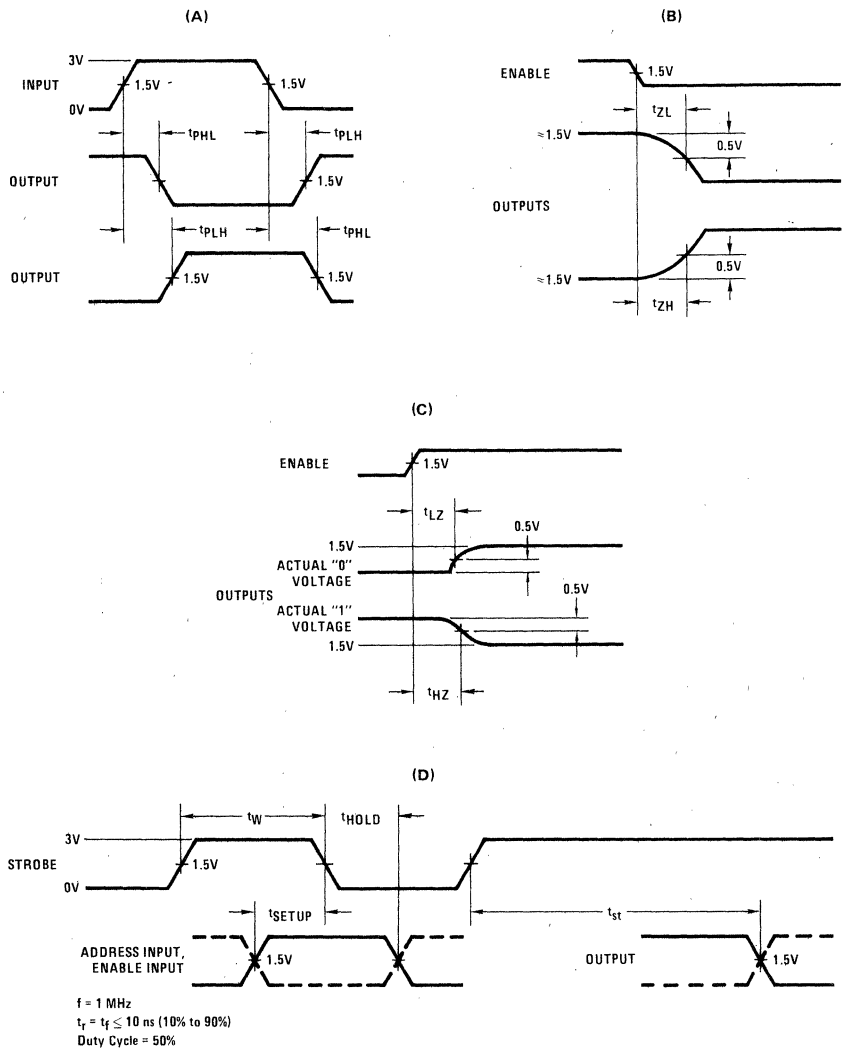 (A)
3V
INPUT
1.5V
1.5V
0V
tPHL
tPLH
OUTPUT
1.5V
tPLH
tPHL
OUTPUT
1.5V
1.5V
(B)
ENABLE
1.5V
tZL
≈1.5V
0.5V
OUTPUTS
0.5V
≈1.5V
tZH
(C)
ENABLE
1.5V
tLZ
0.5V
1.5V
ACTUAL "0"
VOLTAGE
OUTPUTS
0.5V
ACTUAL "1"
VOLTAGE
1.5V
tHZ
(D)
tW
tHOLD
3V
STROBE
1.5V
0V
tSETUP
tst
ADDRESS INPUT,
ENABLE INPUT
1.5V
OUTPUT
1.5V
f = 1 MHz
tr = tf ≤ 10 ns (10% to 90%)
Duty Cycle = 50%